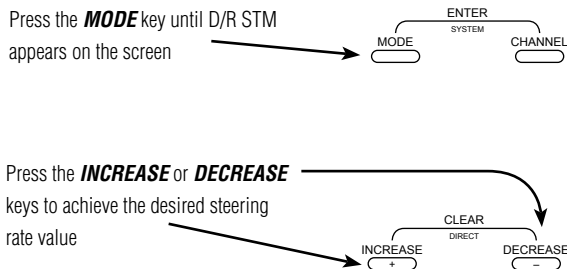 Press the MODE key until D/R STM
appears on the screen
ENTER
SYSTEM
MODE
CHANNEL
Press the INCREASE or DECREASE
keys to achieve the desired steering
rate value
CLEAR
DIRECT
INCREASE
DECREASE
+
–